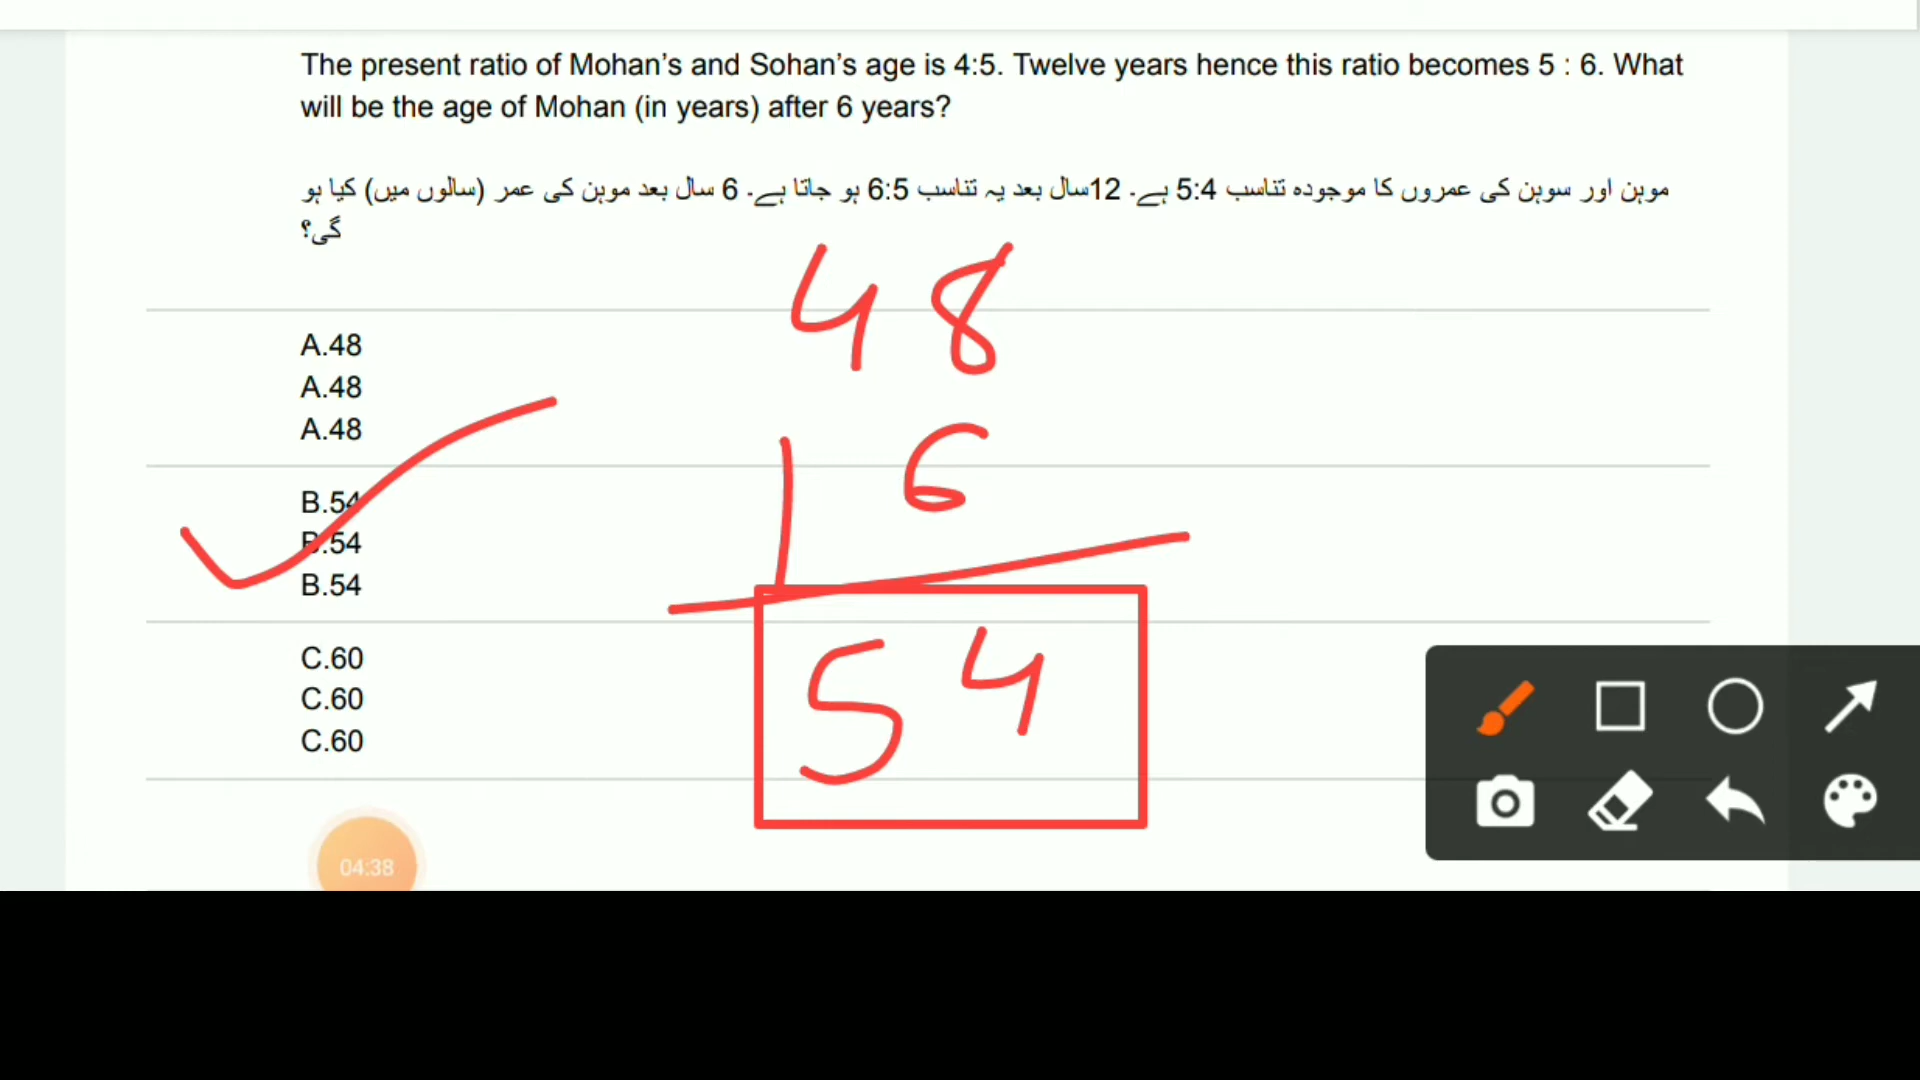 The present ratio of Mohan’s and Sohan’s age is 4:5. Twelve years hence this ratio becomes 5 : 6. What
will be the age of Mohan (in years) after 6 years?
موہن اور سوہن کی عمروں کا موجودہ تناسب 5:4 ہے۔ 12سال بعد یہ تناسب 6:5 ہو جاتا ہے۔ 6 سال بعد موہن کی عمر (سالوں میں) کیا ہو
گی؟
48
A.48
A.48
A.48
6
B.54
B.54
B.54
54
C.60
C.60
C.60
04:38